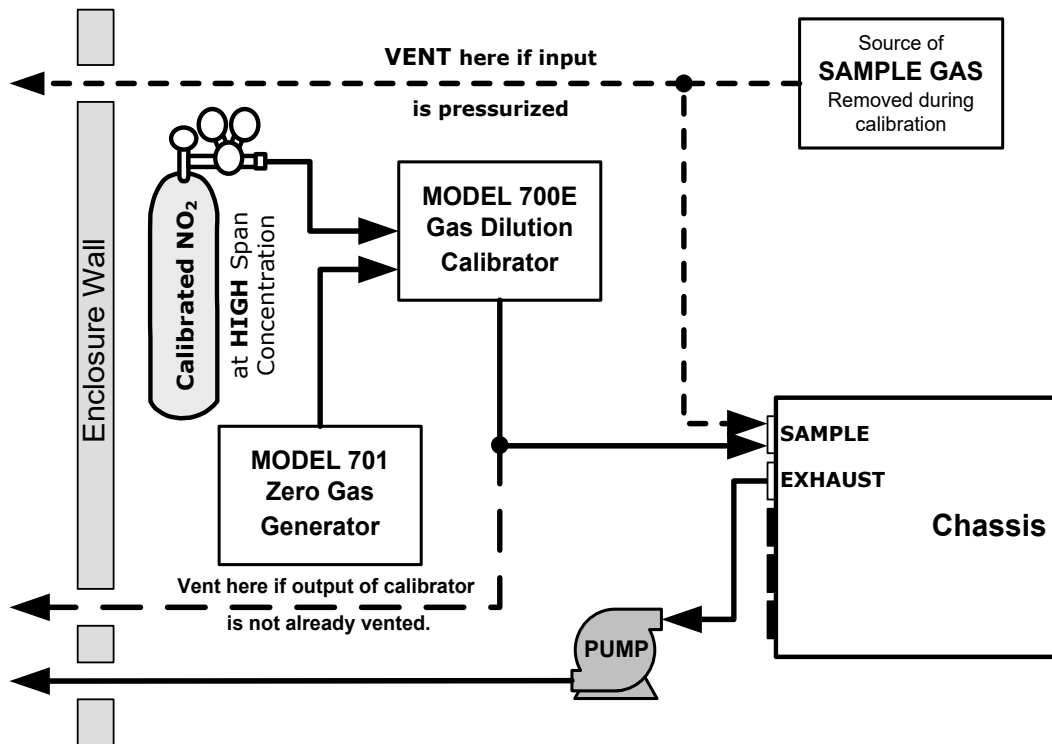 VENT here if input
is pressurized
Source of
SAMPLE GAS
Removed during
calibration
Enclosure Wall
Calibrated NO2
at HIGH Span
Concentration
MODEL 700E
Gas Dilution
Calibrator
MODEL 701
Zero Gas
Generator
SAMPLE
EXHAUST
Chassis
Vent here if output of calibrator
is not already vented.
PUMP